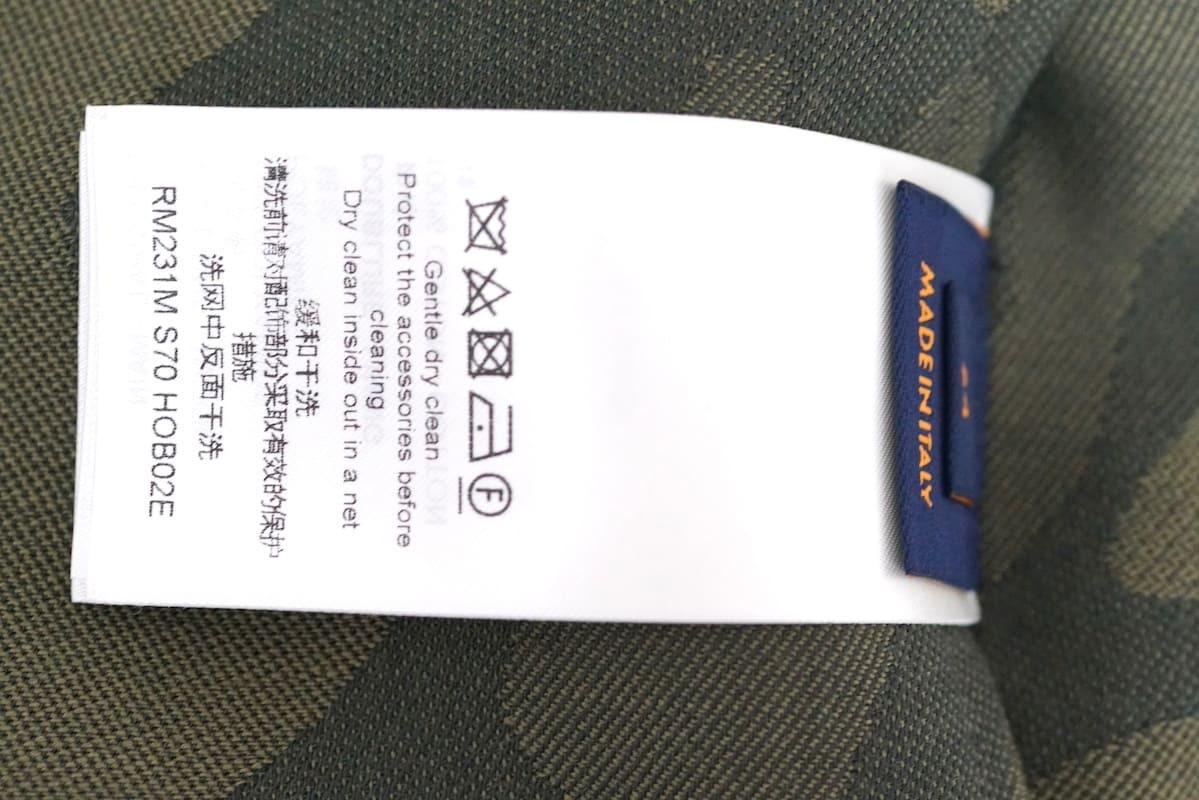 MADE IN ITALY
F
Gentle dry clean
Protect the accessories before
cleaning
Dry clean inside out in a net
缓和干洗
清洗前请对配饰部分采取有效的保护
措施
洗网中反面干洗
RM231M S70 HOB02E